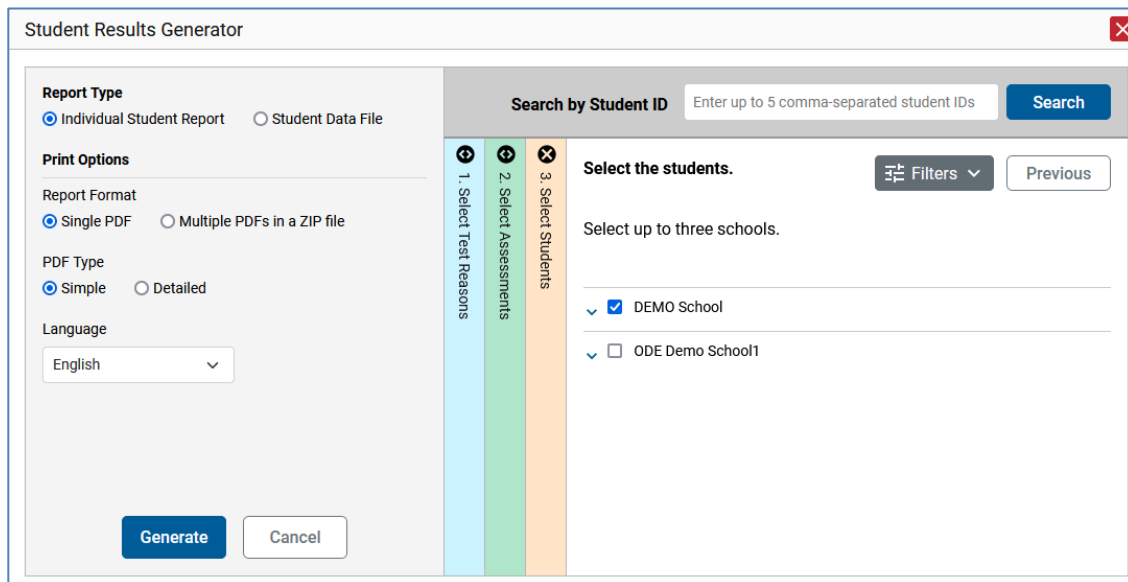 Student Results Generator
Report Type
Individual Student Report
Student Data File
Print Options
Report Format
Single PDF
Multiple PDFs in a ZIP file
PDF Type
Simple
Detailed
Language
English
Generate
Cancel
Search by Student ID
Enter up to 5 comma-separated student IDs
Search
1. Select Test Reasons
2. Select Assessments
3. Select Students
Select the students.
Filters
Previous
Select up to three schools.
DEMO School
ODE Demo School1